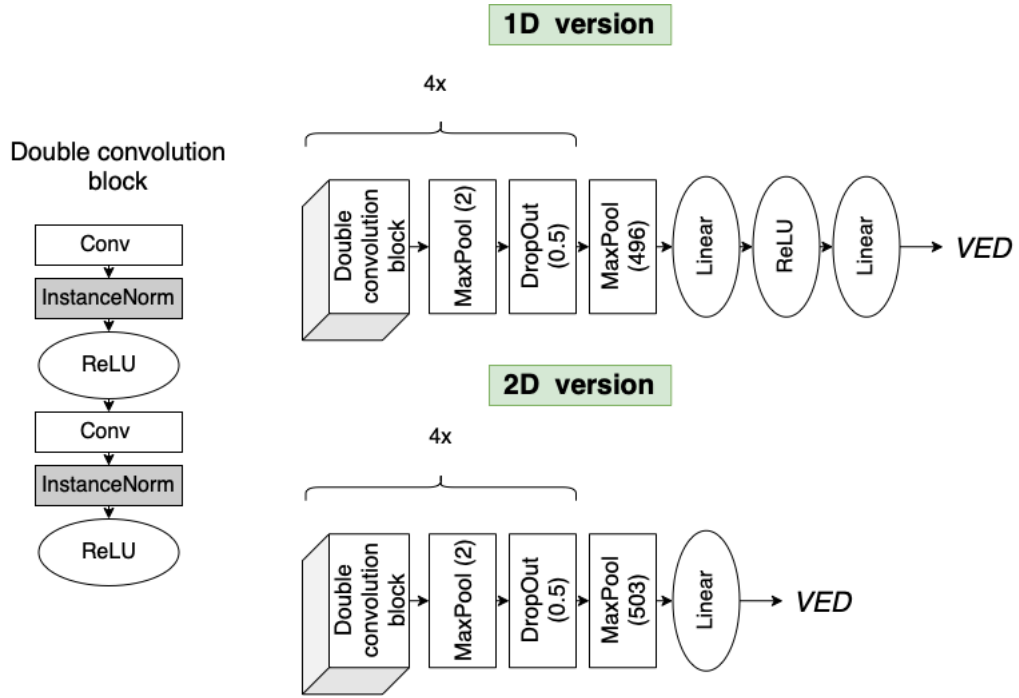 1D version
4x
Double convolution
block
Conv
InstanceNorm
ReLU
Conv
InstanceNorm
ReLU
Double
convolution
block
MaxPool (2)
DropOut
(0.5)
MaxPool
(496)
Linear
ReLU
Linear
VED
2D version
4x
Double
convolution
block
MaxPool (2)
DropOut
(0.5)
MaxPool
(503)
Linear
VED